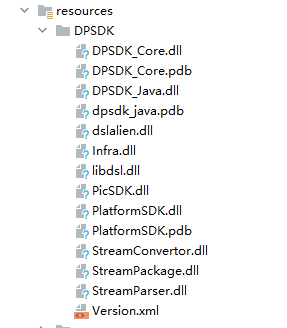 resources
DPSDK
DPSDK_Core.dll
DPSDK_Core.pdb
DPSDK_Java.dll
dpsdk_java.pdb
dslalien.dll
Infra.dll
libdsl.dll
PicSDK.dll
PlatformSDK.dll
PlatformSDK.pdb
StreamConvertor.dll
StreamPackage.dll
StreamParser.dll
Version.xml